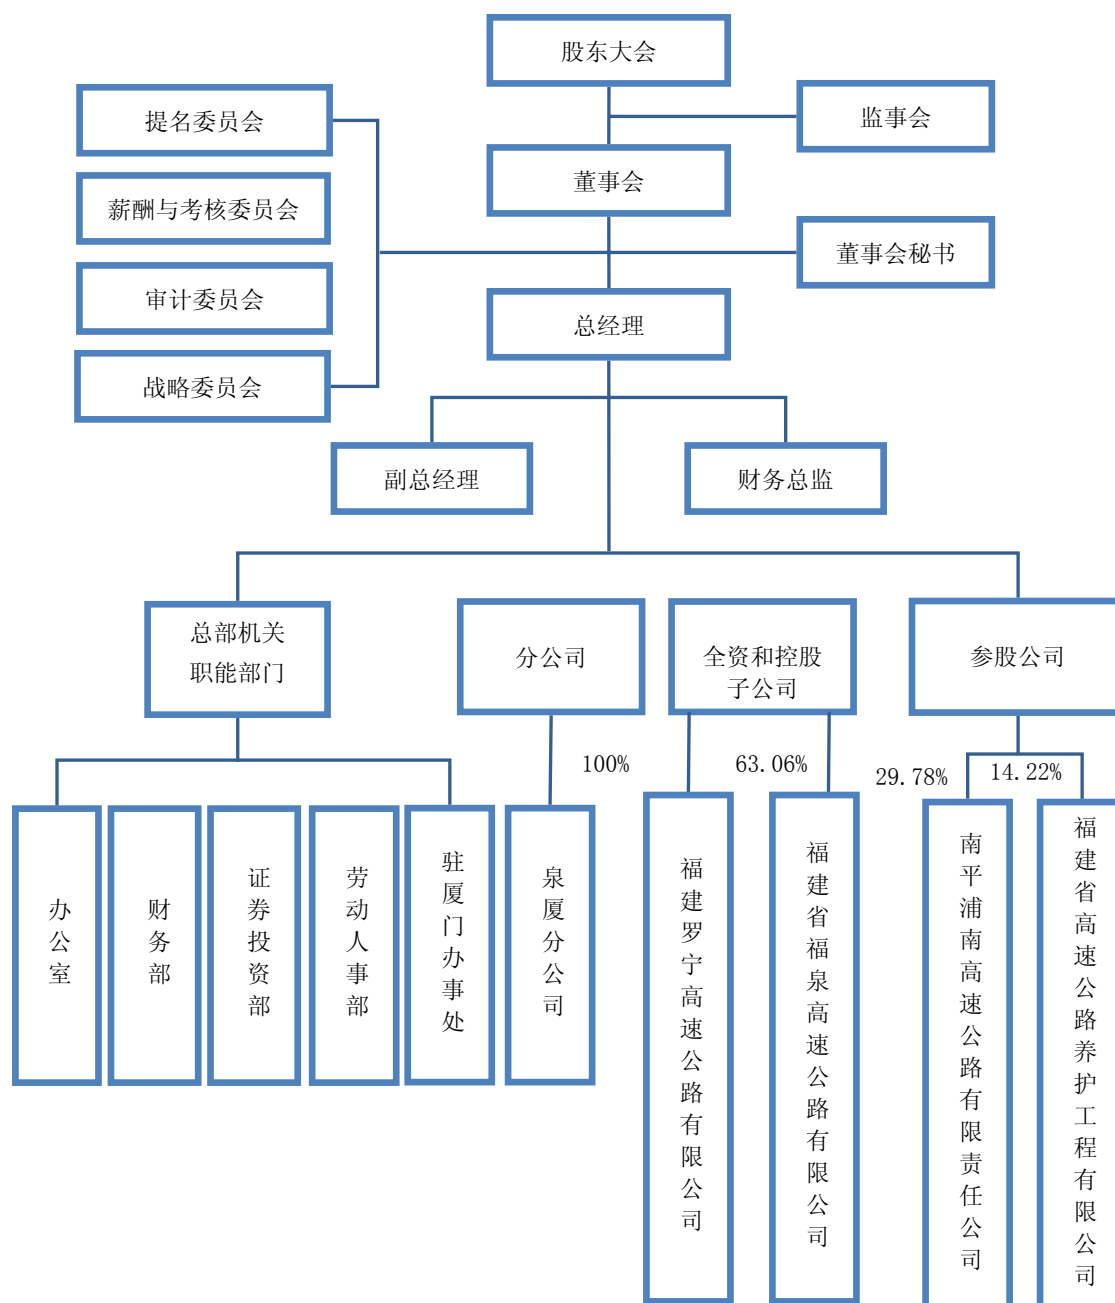 股东大会
提名委员会
监事会
董事会
薪酬与考核委员会
董事会秘书
审计委员会
总经理
战略委员会
副总经理
财务总监
总部机关
职能部门
分公司
全资和控股
子公司
参股公司
100%
63.06%
29.78%
14.22%
办公室
财务部
证券投资部
劳动人事部
驻厦门办事处
泉厦分公司
福建罗宁高速公路有限公司
福建省福泉高速公路有限公司
南平浦南高速公路有限责任公司
福建省高速公路养护工程有限公司